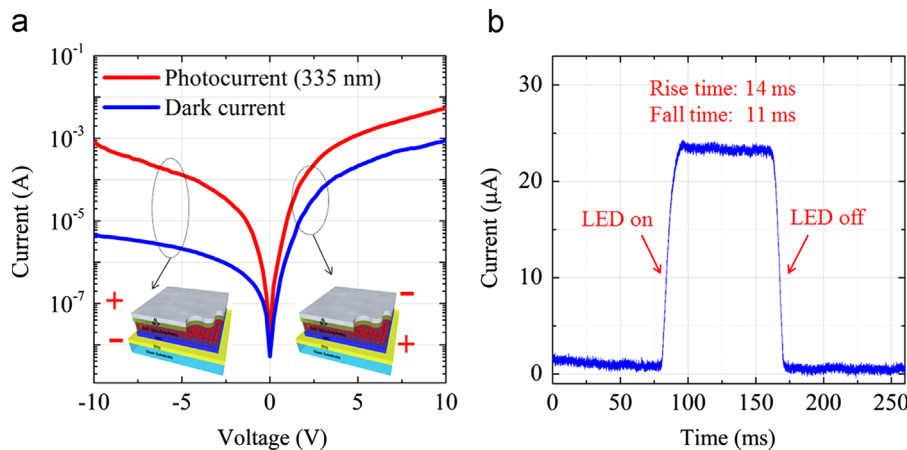 a
Photocurrent (335 nm)
Dark current
Current (A)
10-1
10-3
10-5
10-7
+
−
−
+
-10
-5
0
5
10
Voltage (V)
b
Rise time: 14 ms
Fall time: 11 ms
LED on
LED off
Current (μA)
30
20
10
0
0
50
100
150
200
250
Time (ms)